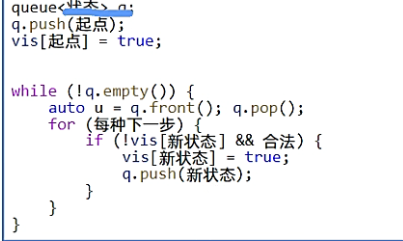 queue<状态> q;
q.push(起点);
vis[起点] = true;
while (!q.empty()) {
auto u = q.front(); q.pop();
for (每种下一步) {
if (!vis[新状态] && 合法) {
vis[新状态] = true;
q.push(新状态);
}
}
}